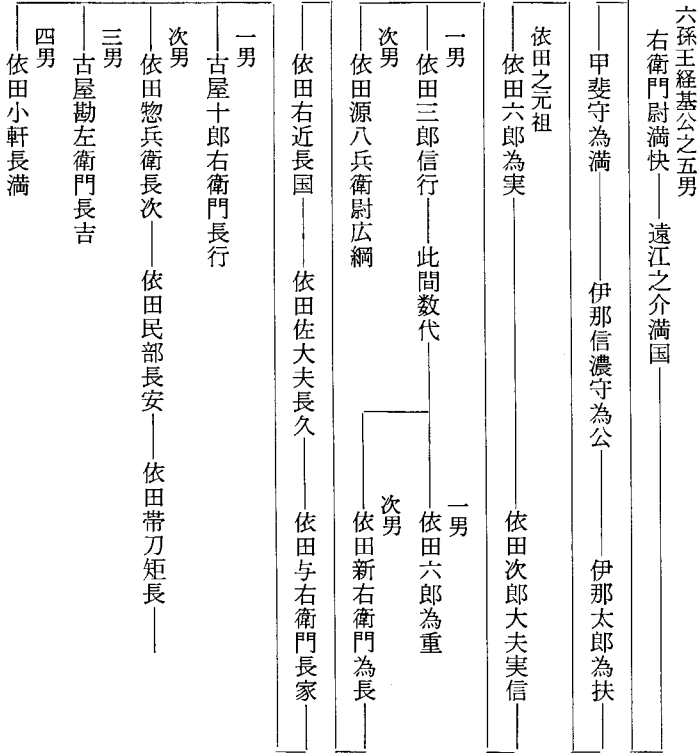 六孫王経基公之五男
右衛門尉満快
遠江之介満国
甲斐守為満
伊那信濃守為公
伊那太郎為扶
依田之元祖
依田六郎為実
依田次郎大夫実信
一男
依田三郎信行
此間数代
一男
依田六郎為重
次男
依田新右衛門為長
次男
依田源八兵衛尉広綱
依田右近長国
依田佐大夫長久
依田与右衛門長家
一男
古屋十郎右衛門長行
次男
依田惣兵衛長次
依田民部長安
依田帯刀矩長
三男
古屋勘左衛門長吉
四男
依田小軒長満